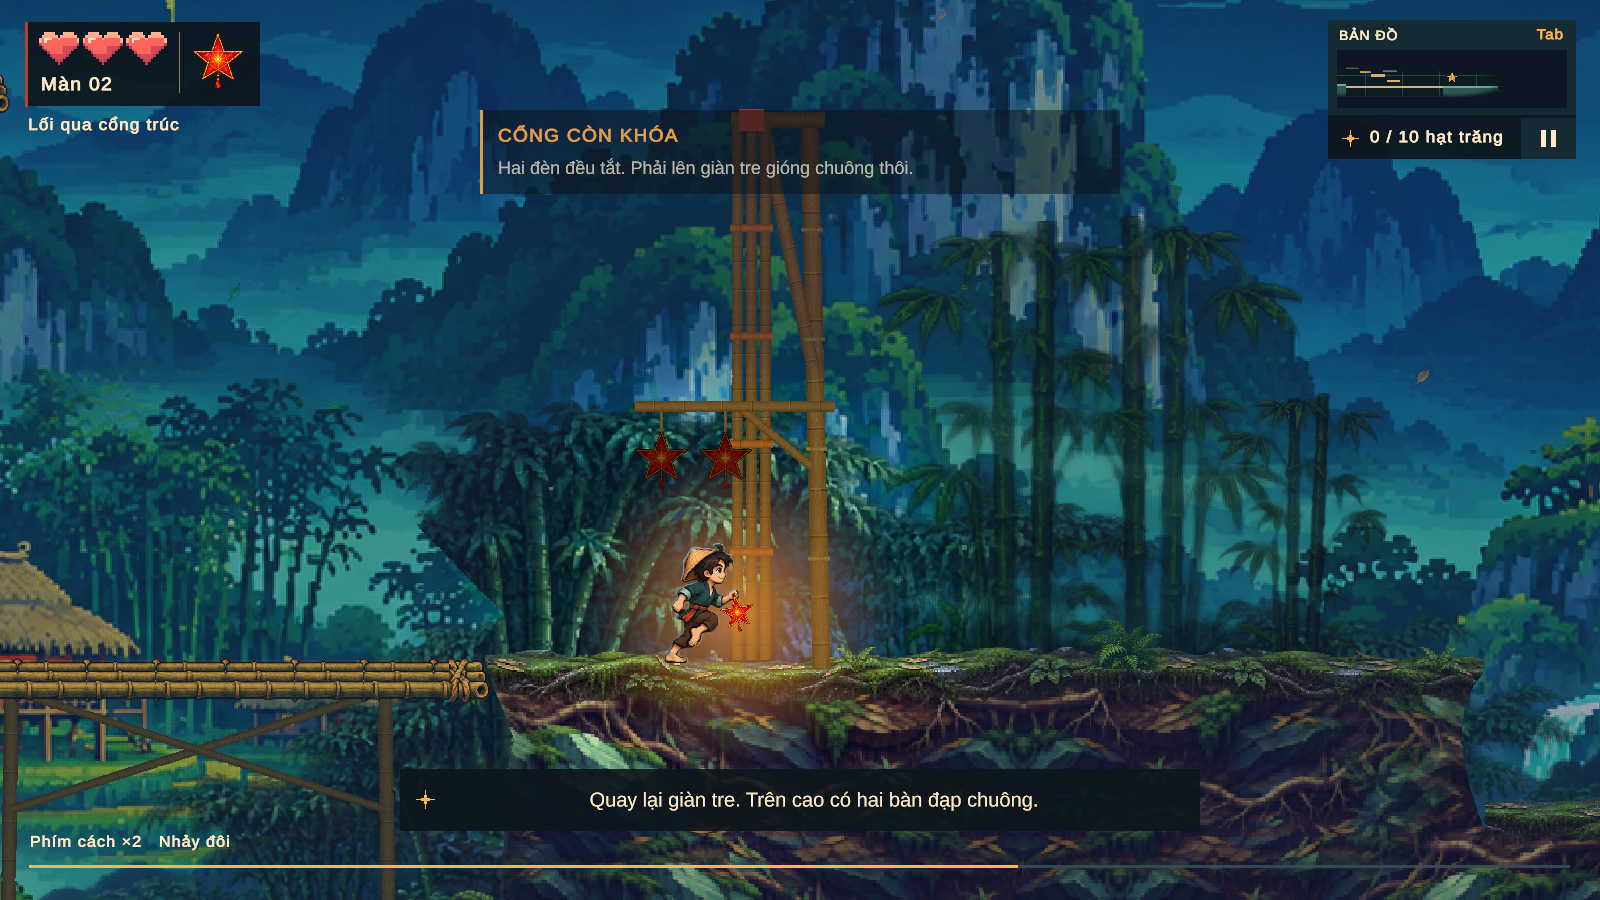 Màn 02
Lối qua cổng trúc
CỔNG CÒN KHÓA
Hai đèn đều tắt. Phải lên giàn tre gióng chuông thôi.
BẢN ĐỒ Tab
0 / 10 hạt trăng
Quay lại giàn tre. Trên cao có hai bàn đạp chuông.
Phím cách ×2 Nhảy đôi